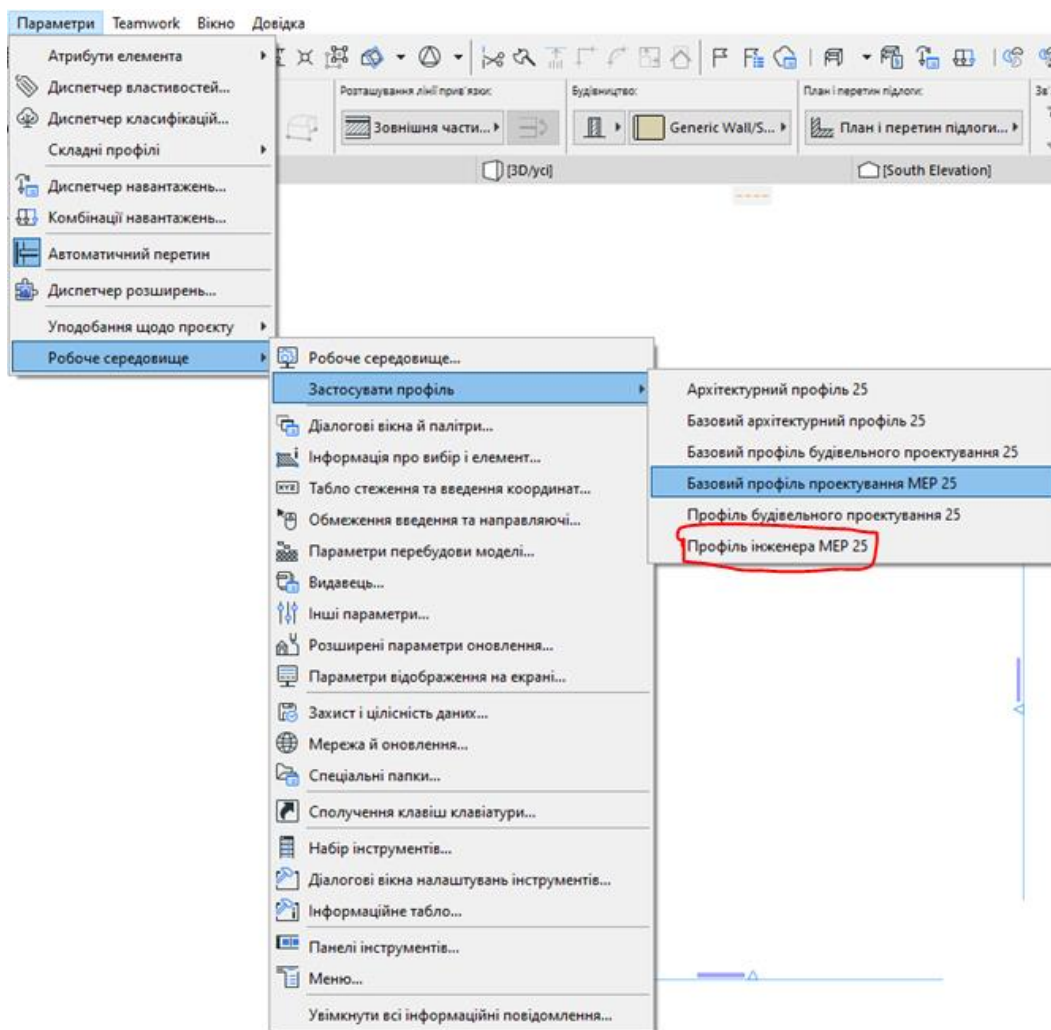 Параметри Teamwork Вікно Довідка
Атрибути елемента
Диспетчер властивостей...
Диспетчер класифікацій...
Складні профілі
Диспетчер навантажень...
Комбінації навантажень...
Автоматичний перетин
Диспетчер розширень...
Уподобання щодо проєкту
Робоче середовище
Розташування лінії прив'язок:
Зовнішня части...
Будівництво:
Generic Wall/S...
План і перетин підлоги:
План і перетин підлоги...
Зв'
[3D/усі]
[South Elevation]
Робоче середовище...
Застосувати профіль
Діалогові вікна й палітри...
Інформація про вибір і елемент...
XYZ Табло стеження та введення координат...
Обмеження введення та направляючі...
Параметри перебудови моделі...
Видавець...
Інші параметри...
Розширені параметри оновлення...
Параметри відображення на екрані...
Захист і цілісність даних...
Мережа й оновлення...
Спеціальні папки...
Сполучення клавіш клавіатури...
Набір інструментів...
Діалогові вікна налаштувань інструментів...
Інформаційне табло...
Панелі інструментів...
Меню...
Увімкнути всі інформаційні повідомлення...
Архітектурний профіль 25
Базовий архітектурний профіль 25
Базовий профіль будівельного проектування 25
Базовий профіль проектування МЕР 25
Профіль будівельного проектування 25
Профіль інженера МЕР 25